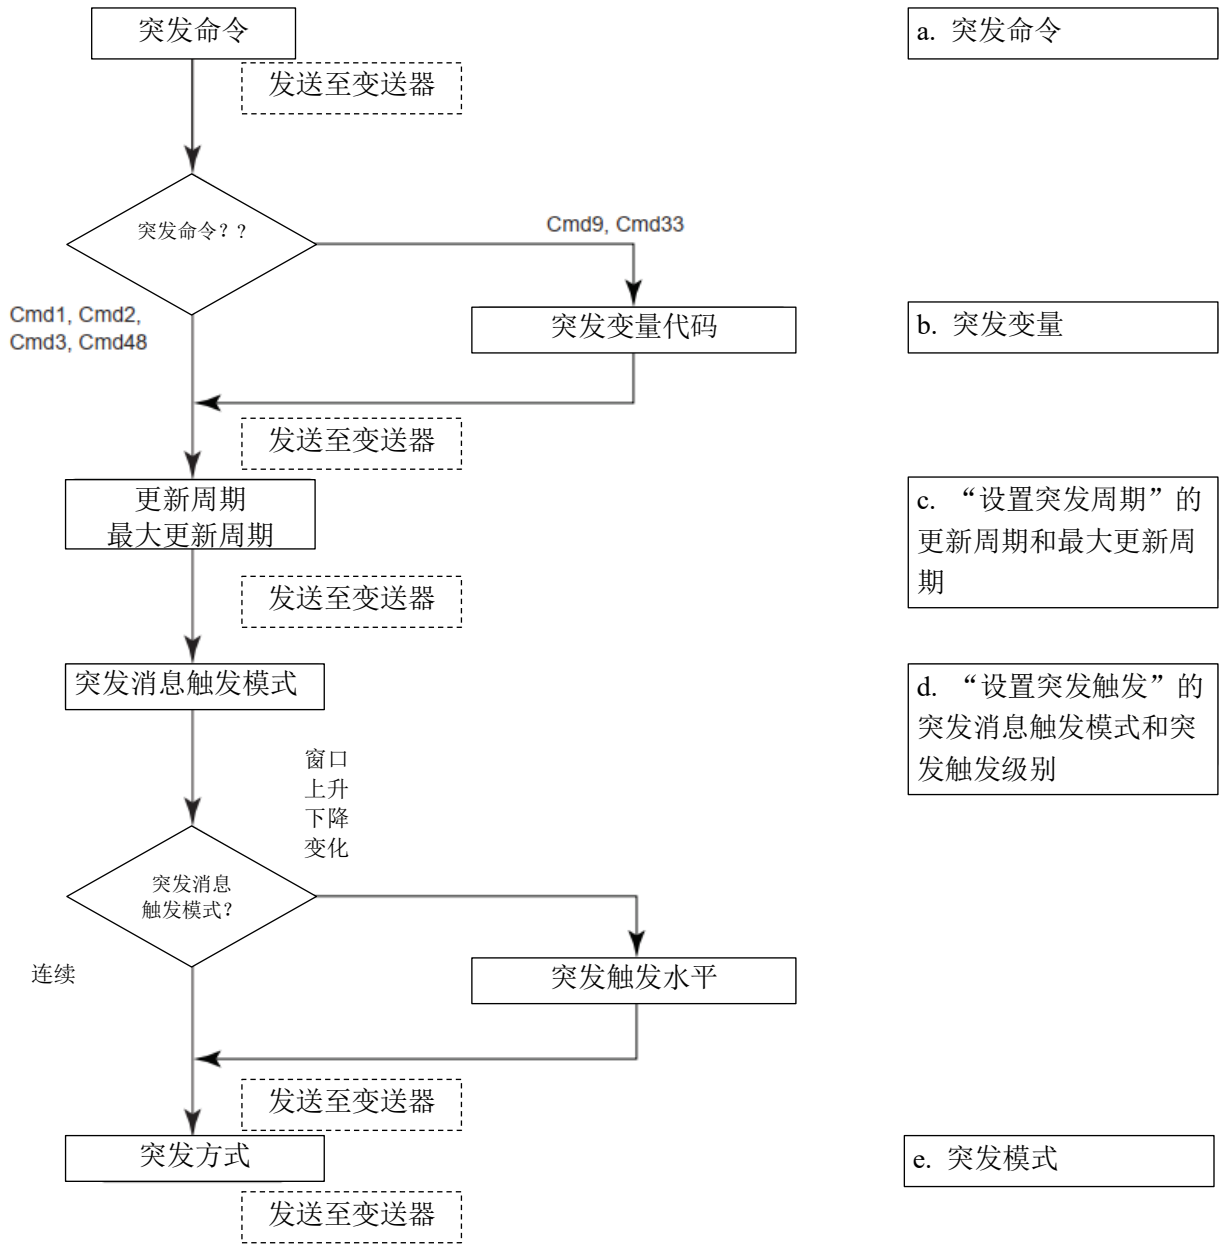 突发命令
a. 突发命令
发送至变送器
突发命令？?
Cmd9, Cmd33
Cmd1, Cmd2,
Cmd3, Cmd48
突发变量代码
b. 突发变量
发送至变送器
更新周期
最大更新周期
c. “设置突发周期”的
更新周期和最大更新周
期
发送至变送器
突发消息触发模式
d. “设置突发触发”的
突发消息触发模式和突
发触发级别
窗口
上升
下降
变化
突发消息
触发模式？
连续
突发触发水平
发送至变送器
突发方式
e. 突发模式
发送至变送器